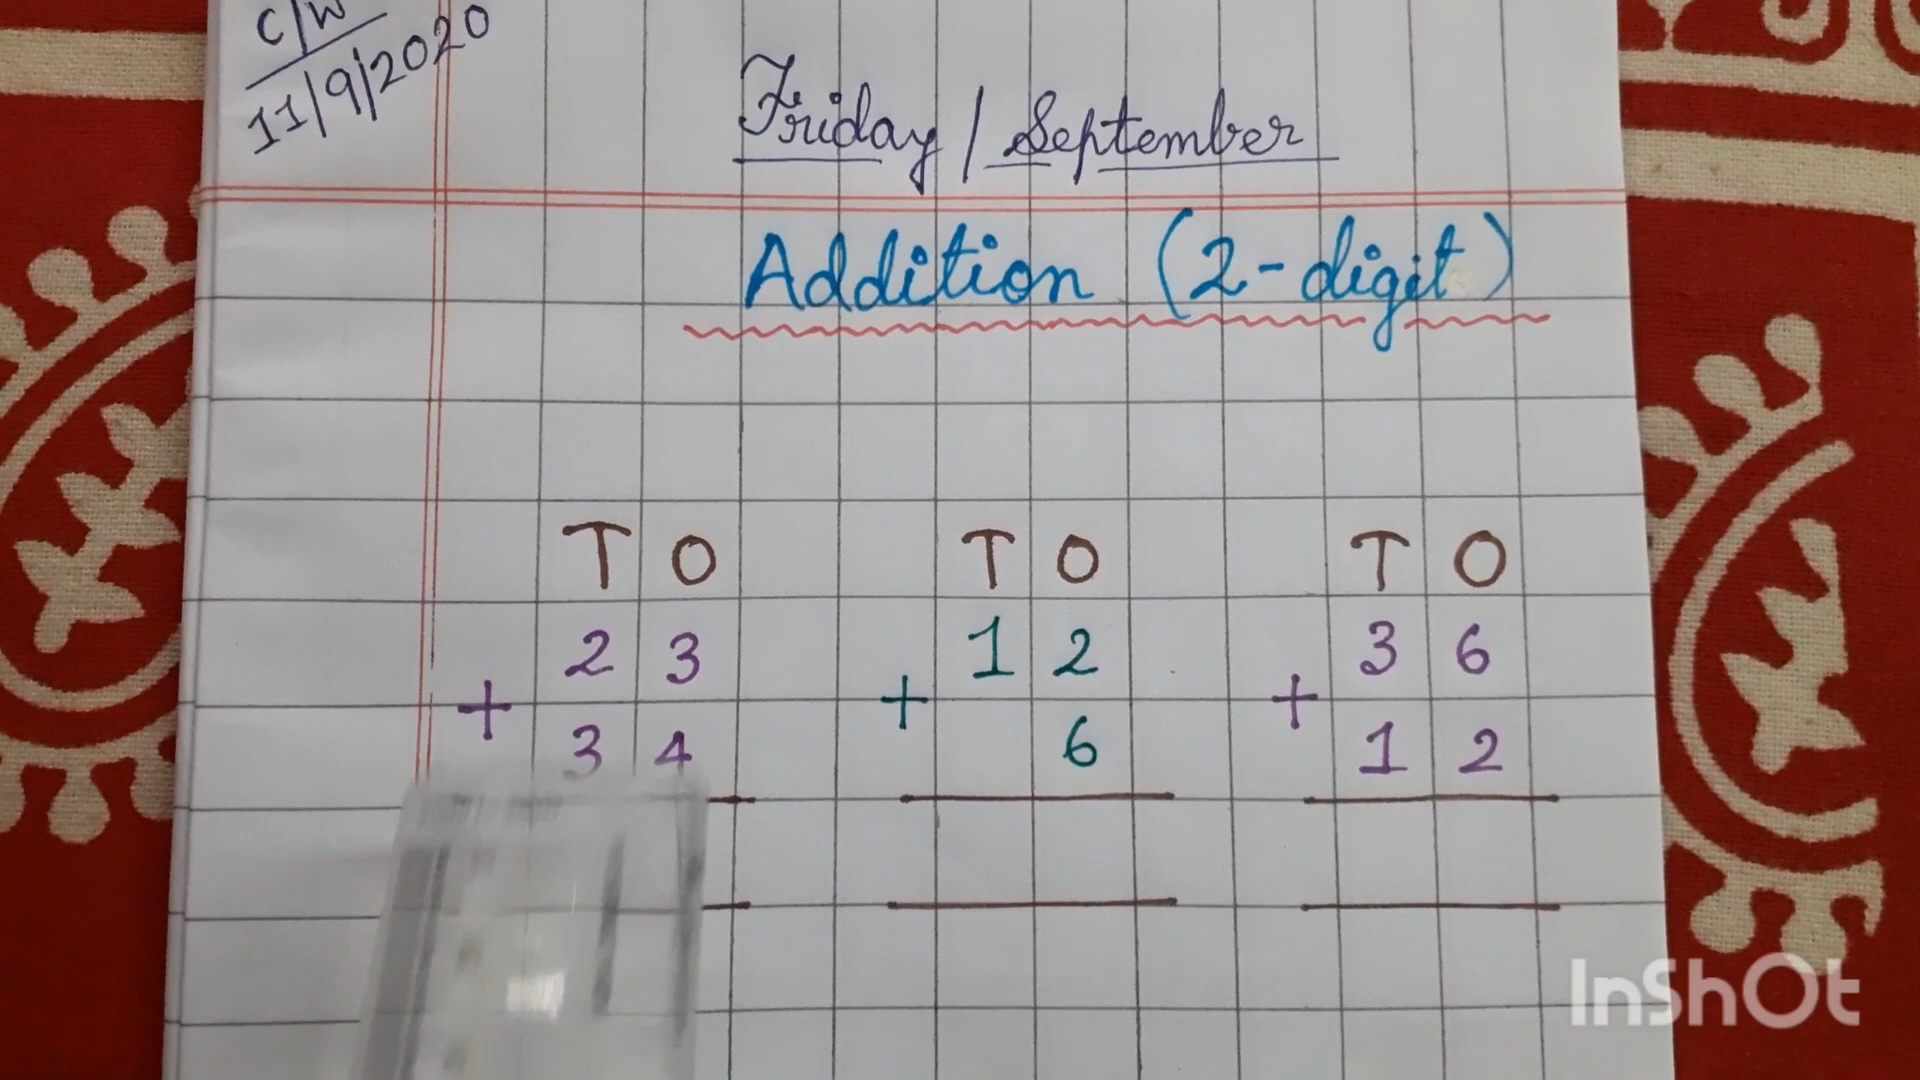 C/W
11/9/2020
Friday / September
Addition (2-digit)
T O T O T O
2 3 1 2 3 6
+ + +
3 4 6 1 2
InShOt